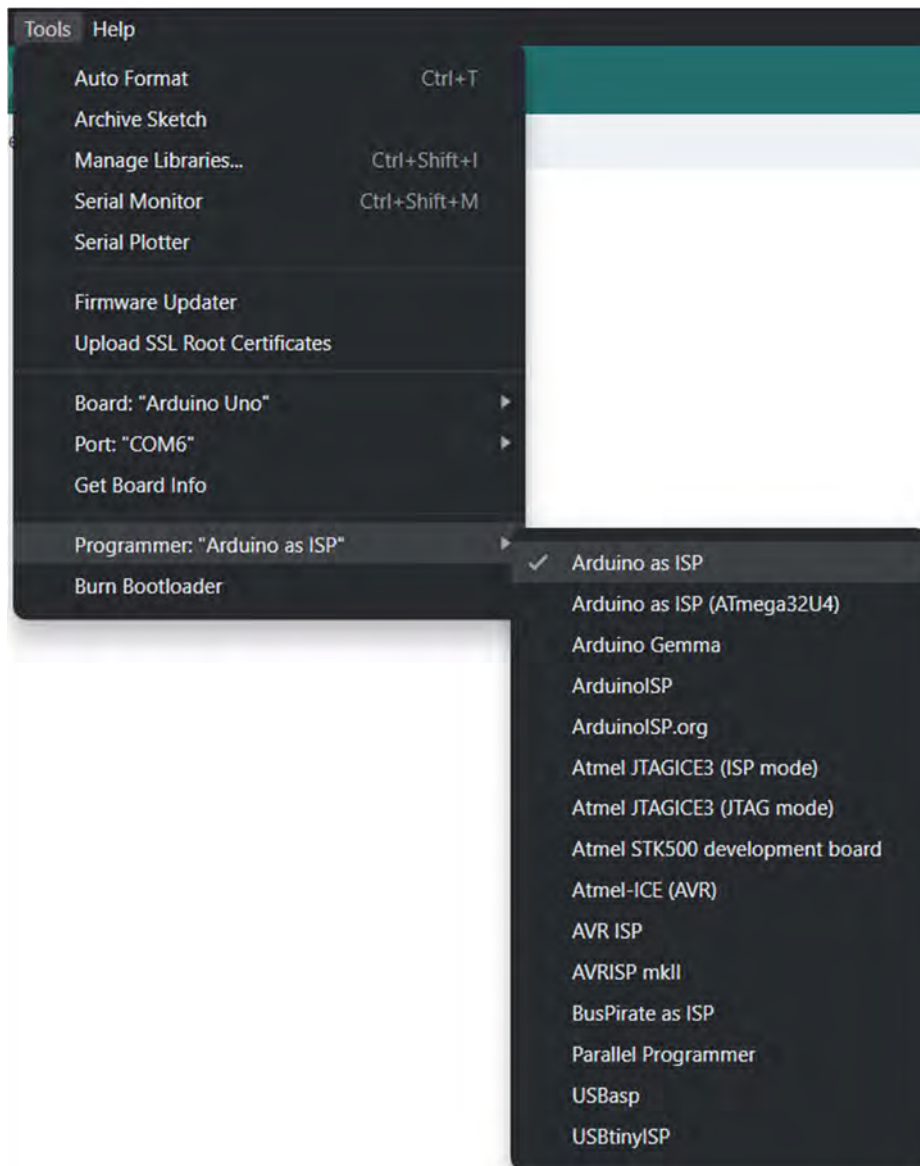 Tools Help
Auto Format Ctrl+T
Archive Sketch
Manage Libraries... Ctrl+Shift+I
Serial Monitor Ctrl+Shift+M
Serial Plotter
Firmware Updater
Upload SSL Root Certificates
Board: "Arduino Uno"
Port: "COM6"
Get Board Info
Programmer: "Arduino as ISP"
Burn Bootloader
Arduino as ISP
Arduino as ISP (ATmega32U4)
Arduino Gemma
ArduinoISP
ArduinoISP.org
Atmel JTAGICE3 (ISP mode)
Atmel JTAGICE3 (JTAG mode)
Atmel STK500 development board
Atmel-ICE (AVR)
AVR ISP
AVRISP mkII
BusPirate as ISP
Parallel Programmer
USBasp
USBtinyISP